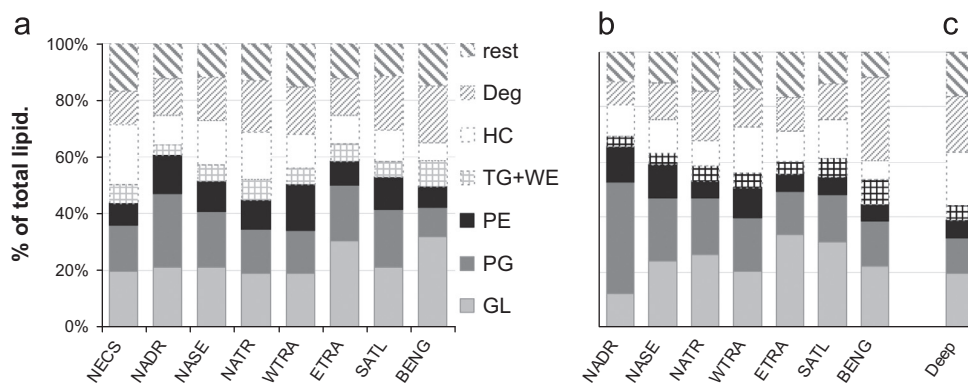 a
b
c
% of total lipid.
100%
80%
60%
40%
20%
0%
rest
Deg
HC
TG+WE
PE
PG
GL
NECS
NADR
NASE
NATR
WTRA
ETRA
SATL
BENG
NADR
NASE
NATR
WTRA
ETRA
SATL
BENG
Deep